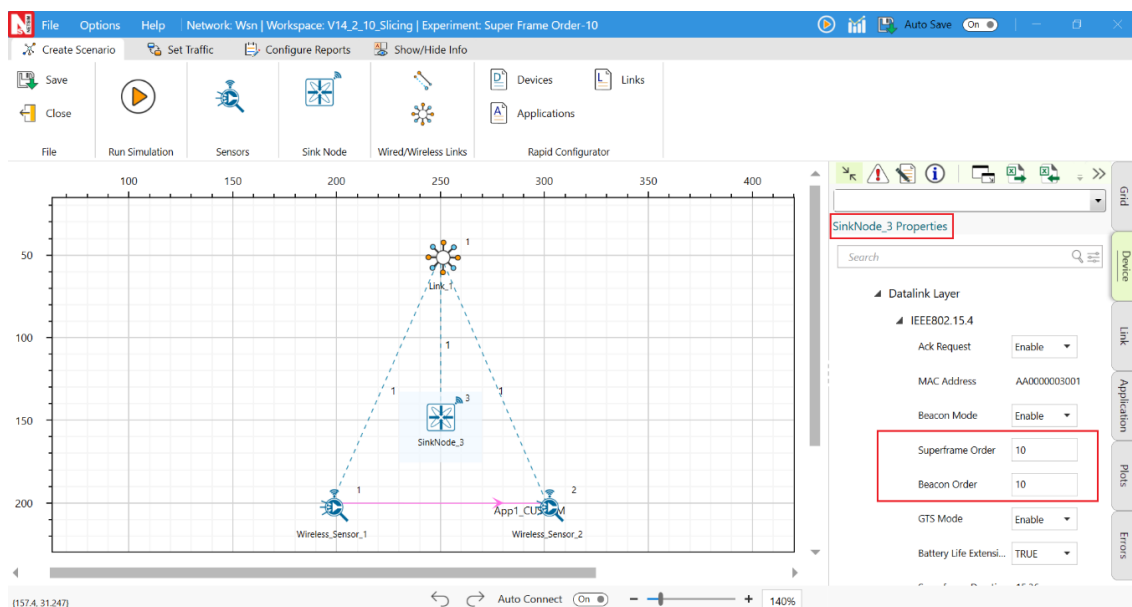 File Options Help Network: Wsn | Workspace: V14_2_10_Slicing | Experiment: Super Frame Order-10 Auto Save On
Create Scenario Set Traffic Configure Reports Show/Hide Info
Save
Close
Devices Links
Applications
File Run Simulation Sensors Sink Node Wired/Wireless Links Rapid Configurator
100 150 200 250 300 350 400
50
100
150
200
1
Link_1
1
1
1
3
SinkNode_3
1
2
App1_CUSTOM
Wireless_Sensor_1
Wireless_Sensor_2
SinkNode_3 Properties
Search
Datalink Layer
IEEE802.15.4
Ack Request Enable
MAC Address AA0000003001
Beacon Mode Enable
Superframe Order 10
Beacon Order 10
GTS Mode Enable
Battery Life Extensi... TRUE
Grid
Device
Link
Application
Plots
Errors
(157.4, 31.247)
Auto Connect On
140%